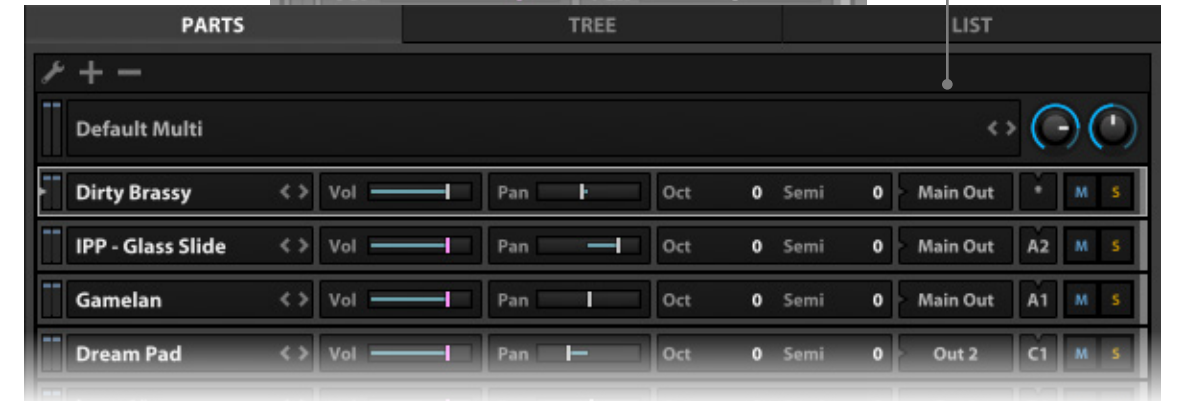 PARTS TREE LIST
Default Multi
Dirty Brassy Vol Pan Oct 0 Semi 0 Main Out * M S
IPP - Glass Slide Vol Pan Oct 0 Semi 0 Main Out A2 M S
Gamelan Vol Pan Oct 0 Semi 0 Main Out A1 M S
Dream Pad Vol Pan Oct 0 Semi 0 Out 2 C1 M S